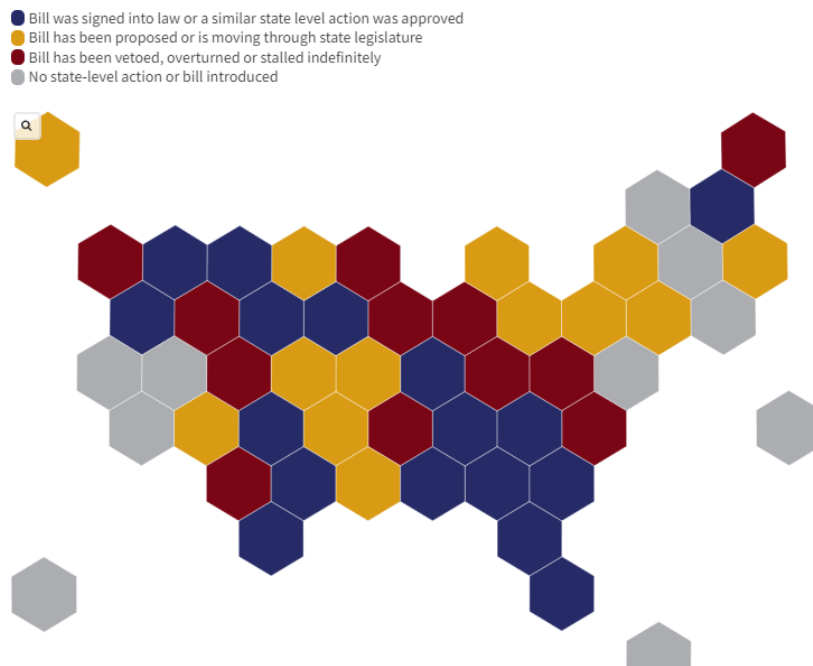 Bill was signed into law or a similar state level action was approved
Bill has been proposed or is moving through state legislature
Bill has been vetoed, overturned or stalled indefinitely
No state-level action or bill introduced